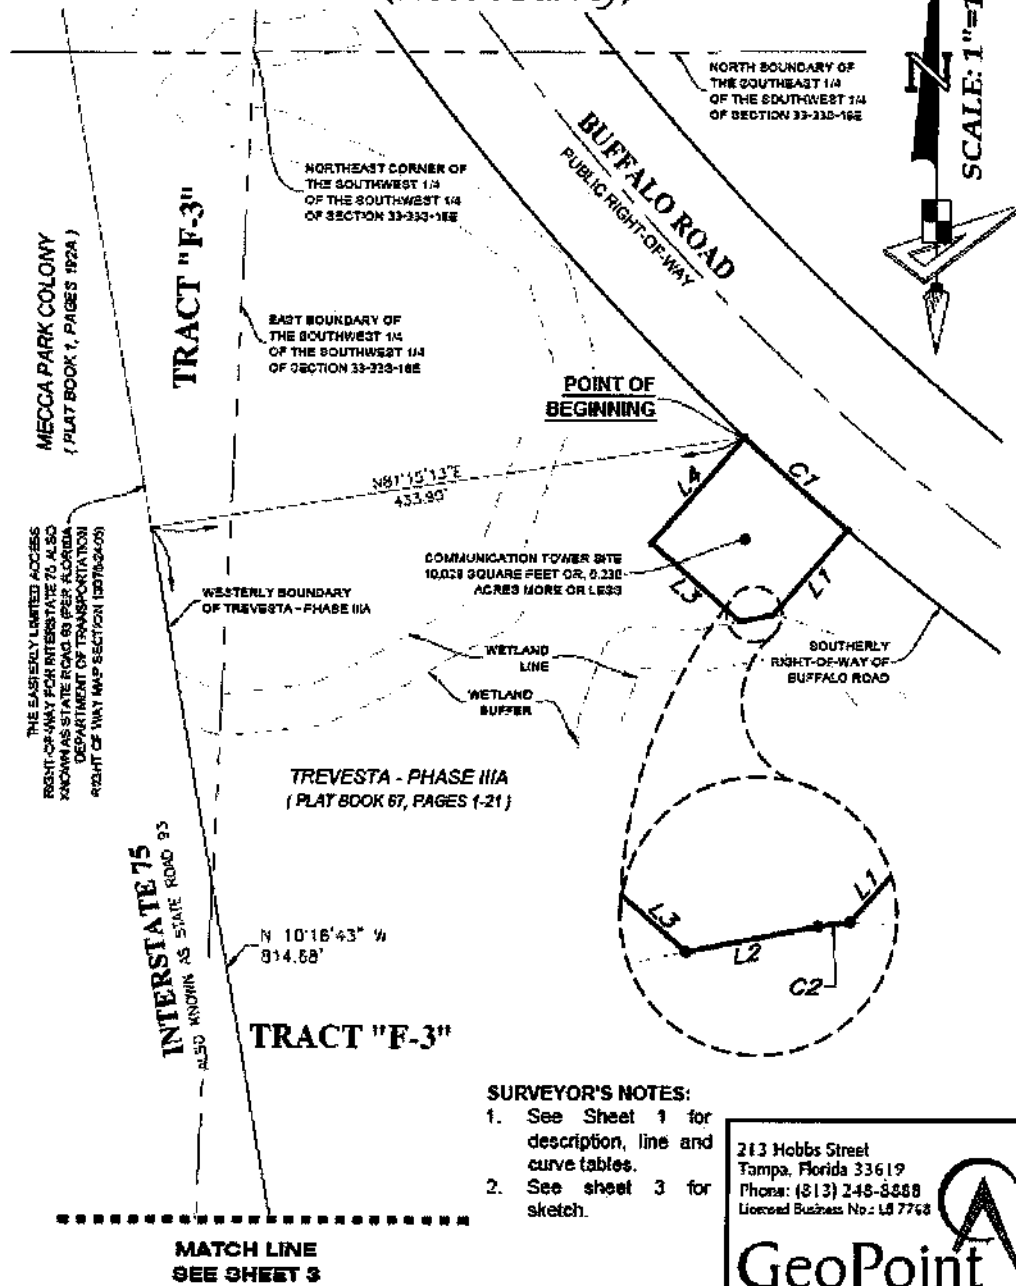 SCALE: 1"=1
N
NORTH BOUNDARY OF
THE SOUTHEAST 1/4
OF THE SOUTHWEST 1/4
OF SECTION 33-33S-18E
BUFFALO ROAD
PUBLIC RIGHT-OF-WAY
NORTHEAST CORNER OF
THE SOUTHWEST 1/4
OF THE SOUTHWEST 1/4
OF SECTION 33-33S-18E
MECCA PARK COLONY
( PLAT BOOK 1, PAGES 192A )
TRACT "F-3"
EAST BOUNDARY OF
THE SOUTHWEST 1/4
OF THE SOUTHWEST 1/4
OF SECTION 33-33S-18E
POINT OF
BEGINNING
N81°15'13"E
433.90'
L4
C1
COMMUNICATION TOWER SITE
SQUARE FEET OR,
ACRES MORE OR LESS
L3
L1
THE EASTERLY LIMITED ACCESS
RIGHT-OF-WAY FOR INTERSTATE 75 ALSO
KNOWN AS STATE ROAD 93 (PER FLORIDA
DEPARTMENT OF TRANSPORTATION
RIGHT OF WAY MAP SECTION
WESTERLY BOUNDARY
OF TREVESTA - PHASE IIIA
WETLAND
LINE
WETLAND
BUFFER
SOUTHERLY
RIGHT-OF-WAY OF
BUFFALO ROAD
TREVESTA - PHASE IIIA
( PLAT BOOK 67, PAGES 1-21 )
INTERSTATE 75
ALSO KNOWN AS STATE ROAD 93
L3
L2
L1
C2
N 10°16'43" W
814.68'
TRACT "F-3"
SURVEYOR'S NOTES:
1. See Sheet 1 for
description, line and
curve tables.
2. See sheet 3 for
sketch.
MATCH LINE
SEE SHEET 3
213 Hobbs Street
Tampa, Florida 33619
Phone: (813) 248-8888
Licensed Business No.: LB 7768
GeoPoint